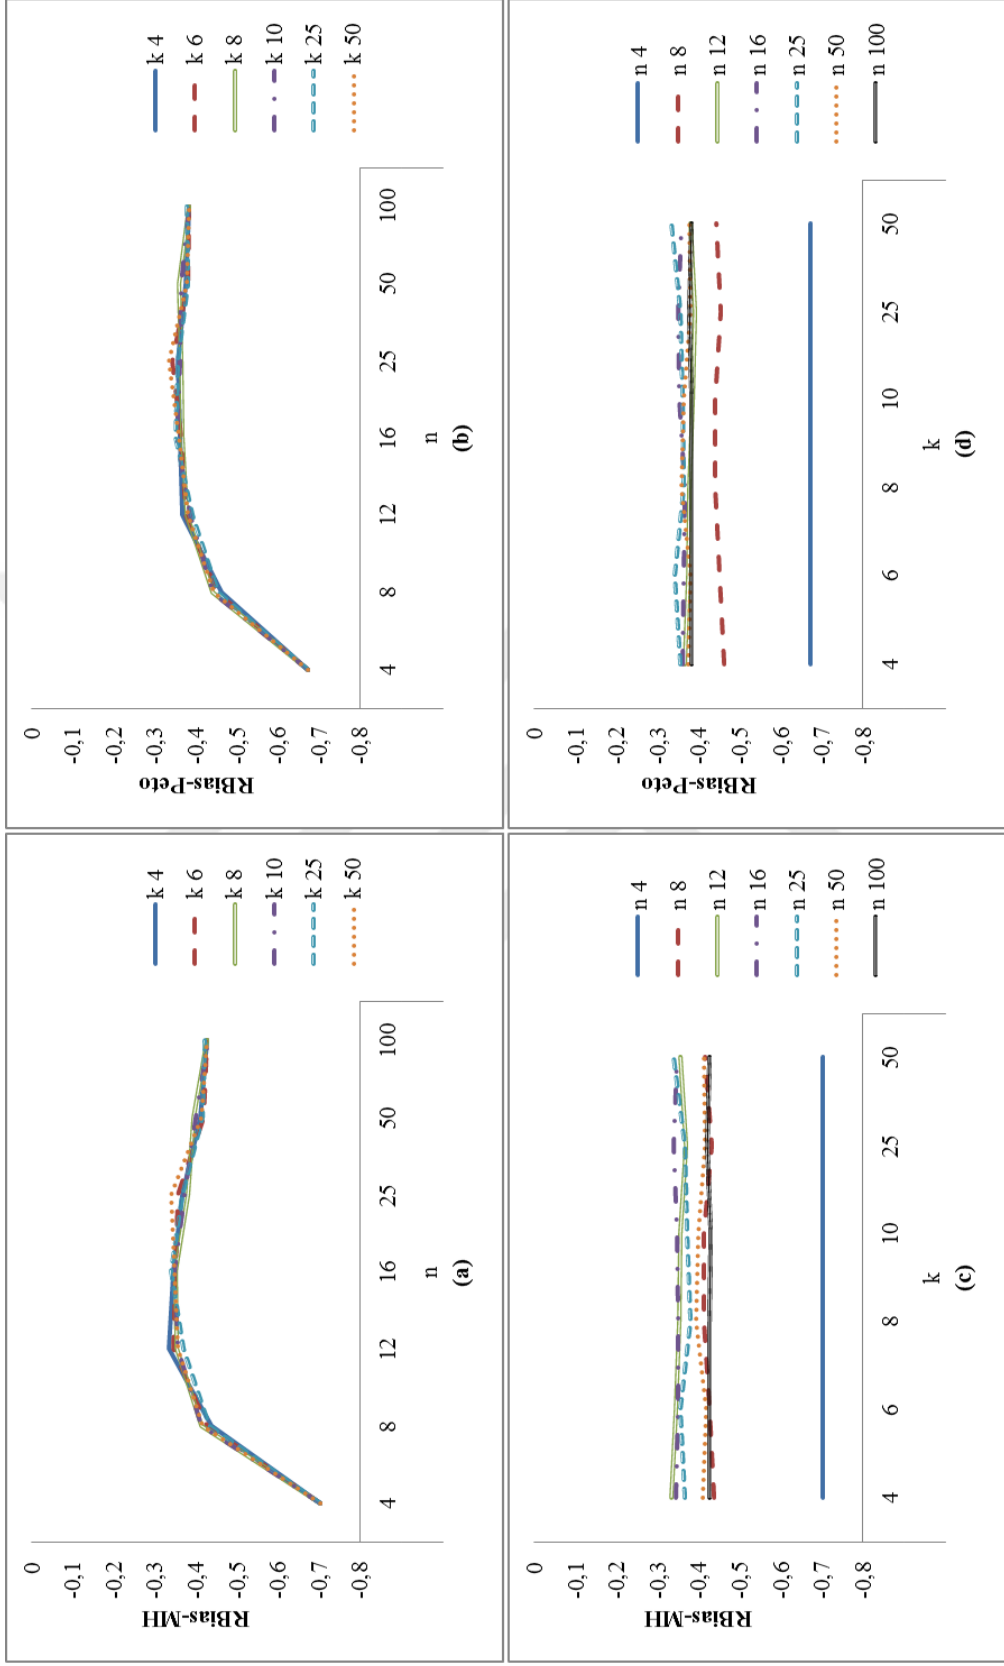 RBias-MH
0
-0,1
-0,2
-0,3
-0,4
-0,5
-0,6
-0,7
-0,8
4
8
12
16
25
50
100
n
(a)
k 4
k 6
k 8
k 10
k 25
k 50
RBias-Peto
0
-0,1
-0,2
-0,3
-0,4
-0,5
-0,6
-0,7
-0,8
4
8
12
16
25
50
100
n
(b)
k 4
k 6
k 8
k 10
k 25
k 50
RBias-MH
0
-0,1
-0,2
-0,3
-0,4
-0,5
-0,6
-0,7
-0,8
4
6
8
10
25
50
k
(c)
n 4
n 8
n 12
n 16
n 25
n 50
n 100
RBias-Peto
0
-0,1
-0,2
-0,3
-0,4
-0,5
-0,6
-0,7
-0,8
4
6
8
10
25
50
k
(d)
n 4
n 8
n 12
n 16
n 25
n 50
n 100